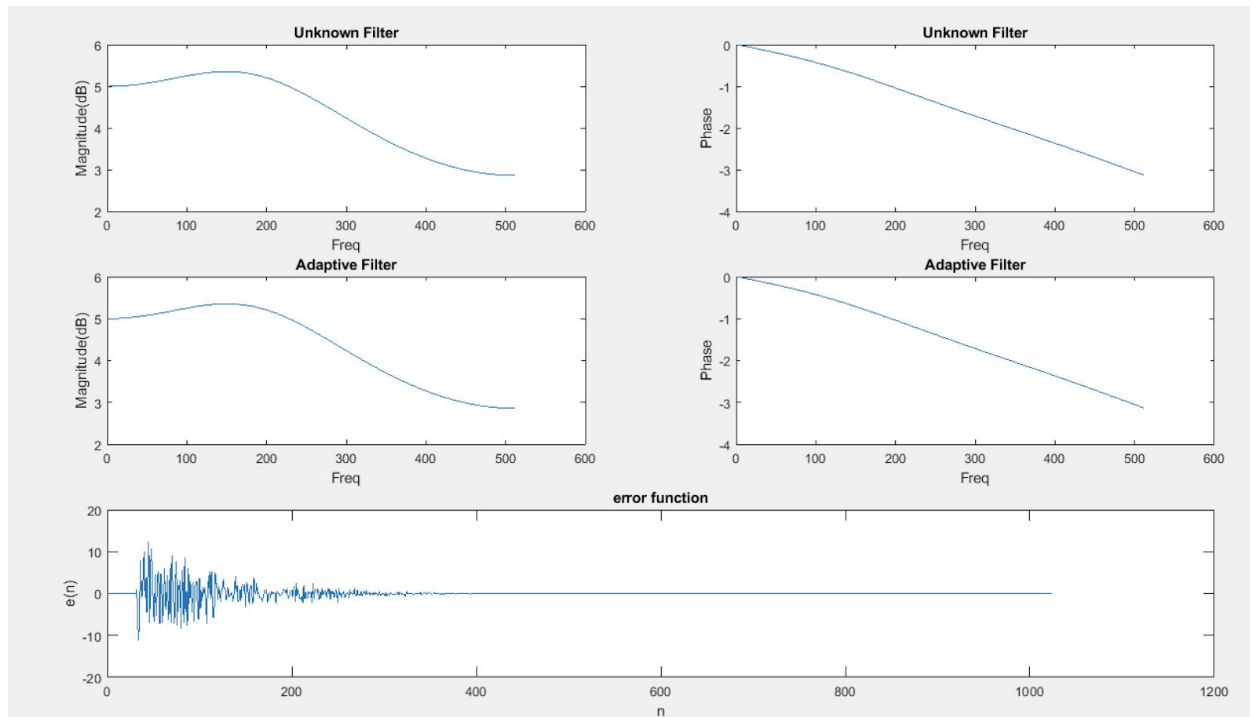 Unknown Filter
6
5
4
3
2
Magnitude(dB)
0 100 200 300 400 500 600
Freq
Unknown Filter
0
-1
-2
-3
-4
Phase
0 100 200 300 400 500 600
Freq
Adaptive Filter
6
5
4
3
2
Magnitude(dB)
0 100 200 300 400 500 600
Freq
Adaptive Filter
0
-1
-2
-3
-4
Phase
0 100 200 300 400 500 600
Freq
error function
20
10
0
-10
-20
e(n)
0 200 400 600 800 1000 1200
n